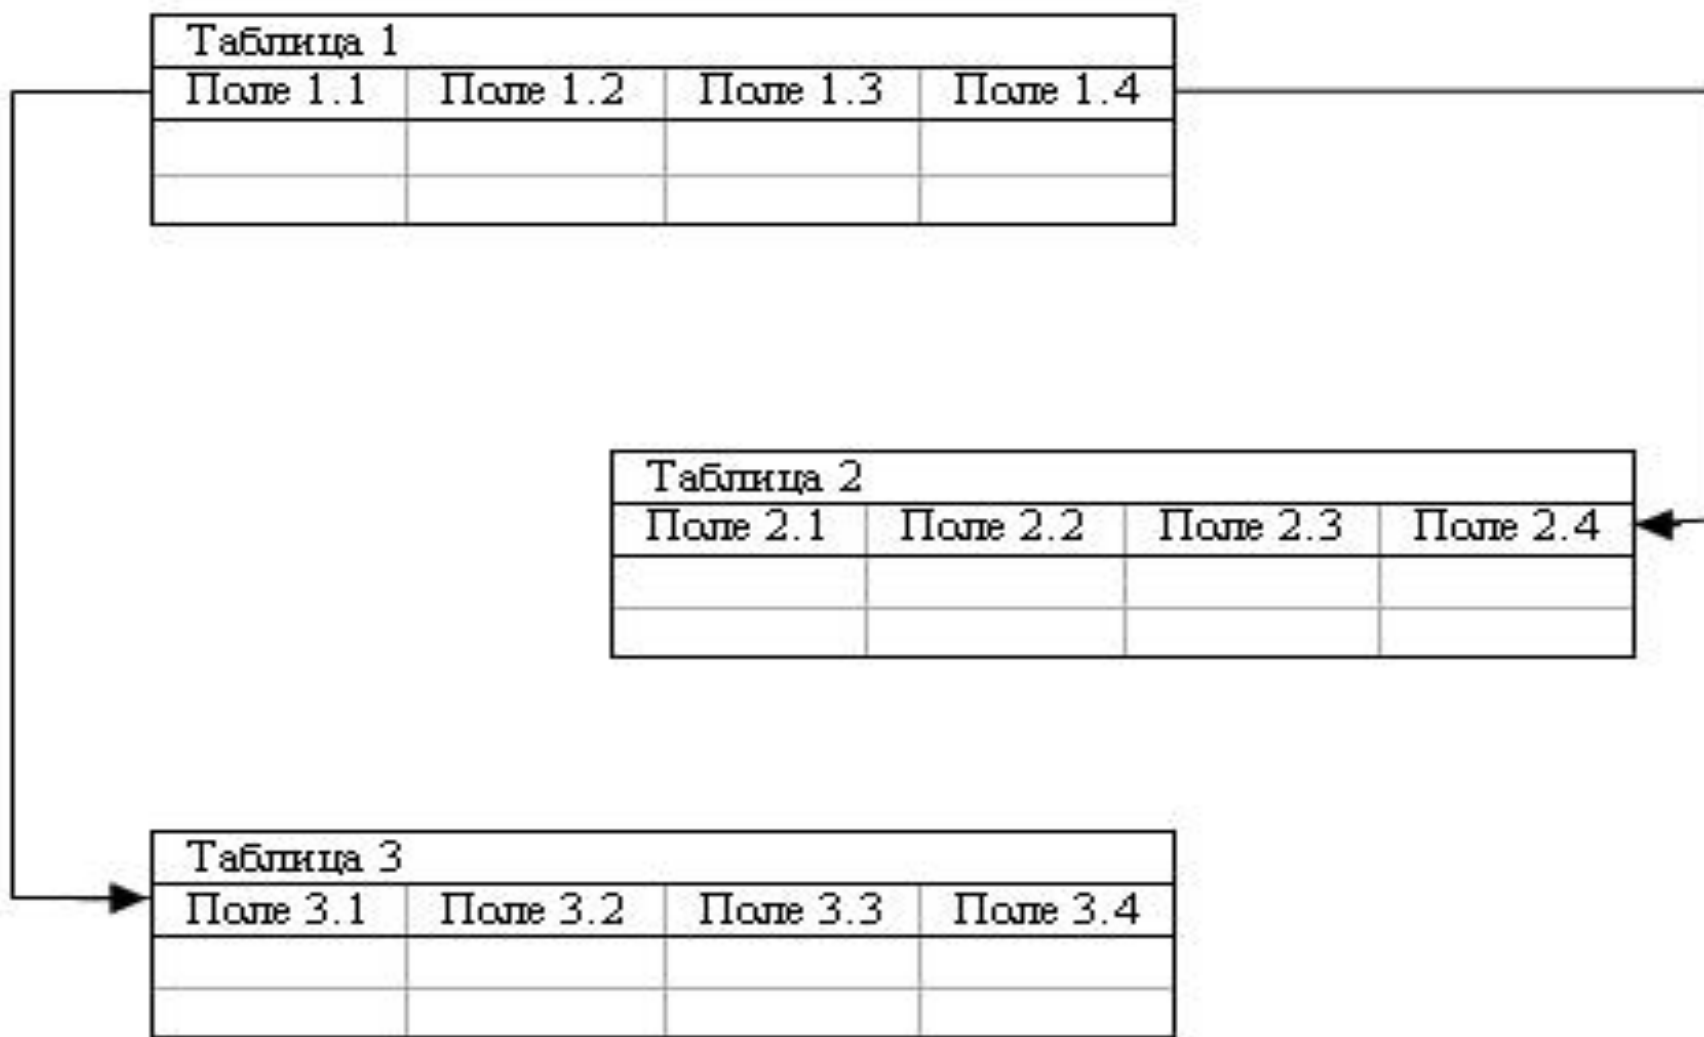 Таблица 1
Поле 1.1 Поле 1.2 Поле 1.3 Поле 1.4
Таблица 2
Поле 2.1 Поле 2.2 Поле 2.3 Поле 2.4
Таблица 3
Поле 3.1 Поле 3.2 Поле 3.3 Поле 3.4